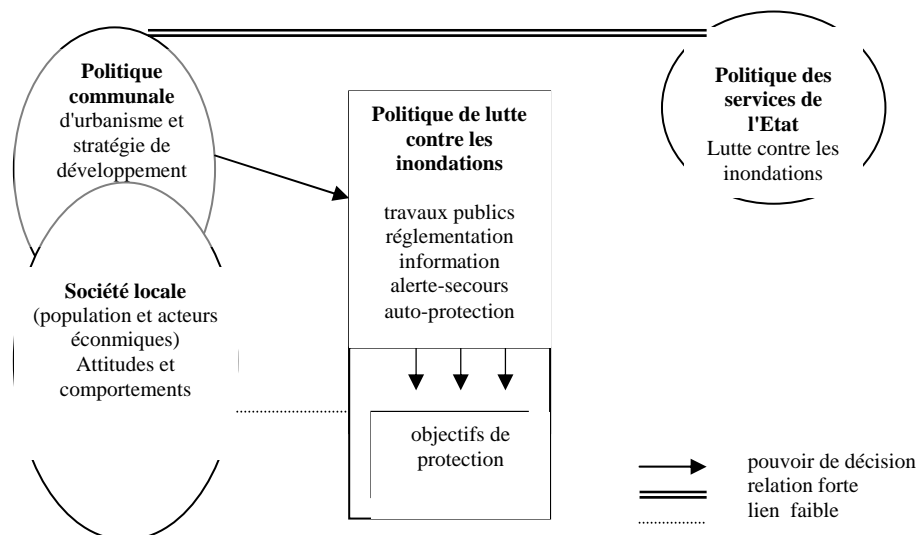 Politique
communale
d'urbanisme et
stratégie de
développement
Société locale
(population et acteurs
éconmiques)
Attitudes et
comportements
Politique de lutte
contre les
inondations
travaux publics
réglementation
information
alerte-secours
auto-protection
objectifs de
protection
Politique des
services de
l'Etat
Lutte contre les
inondations
pouvoir de décision
relation forte
lien faible